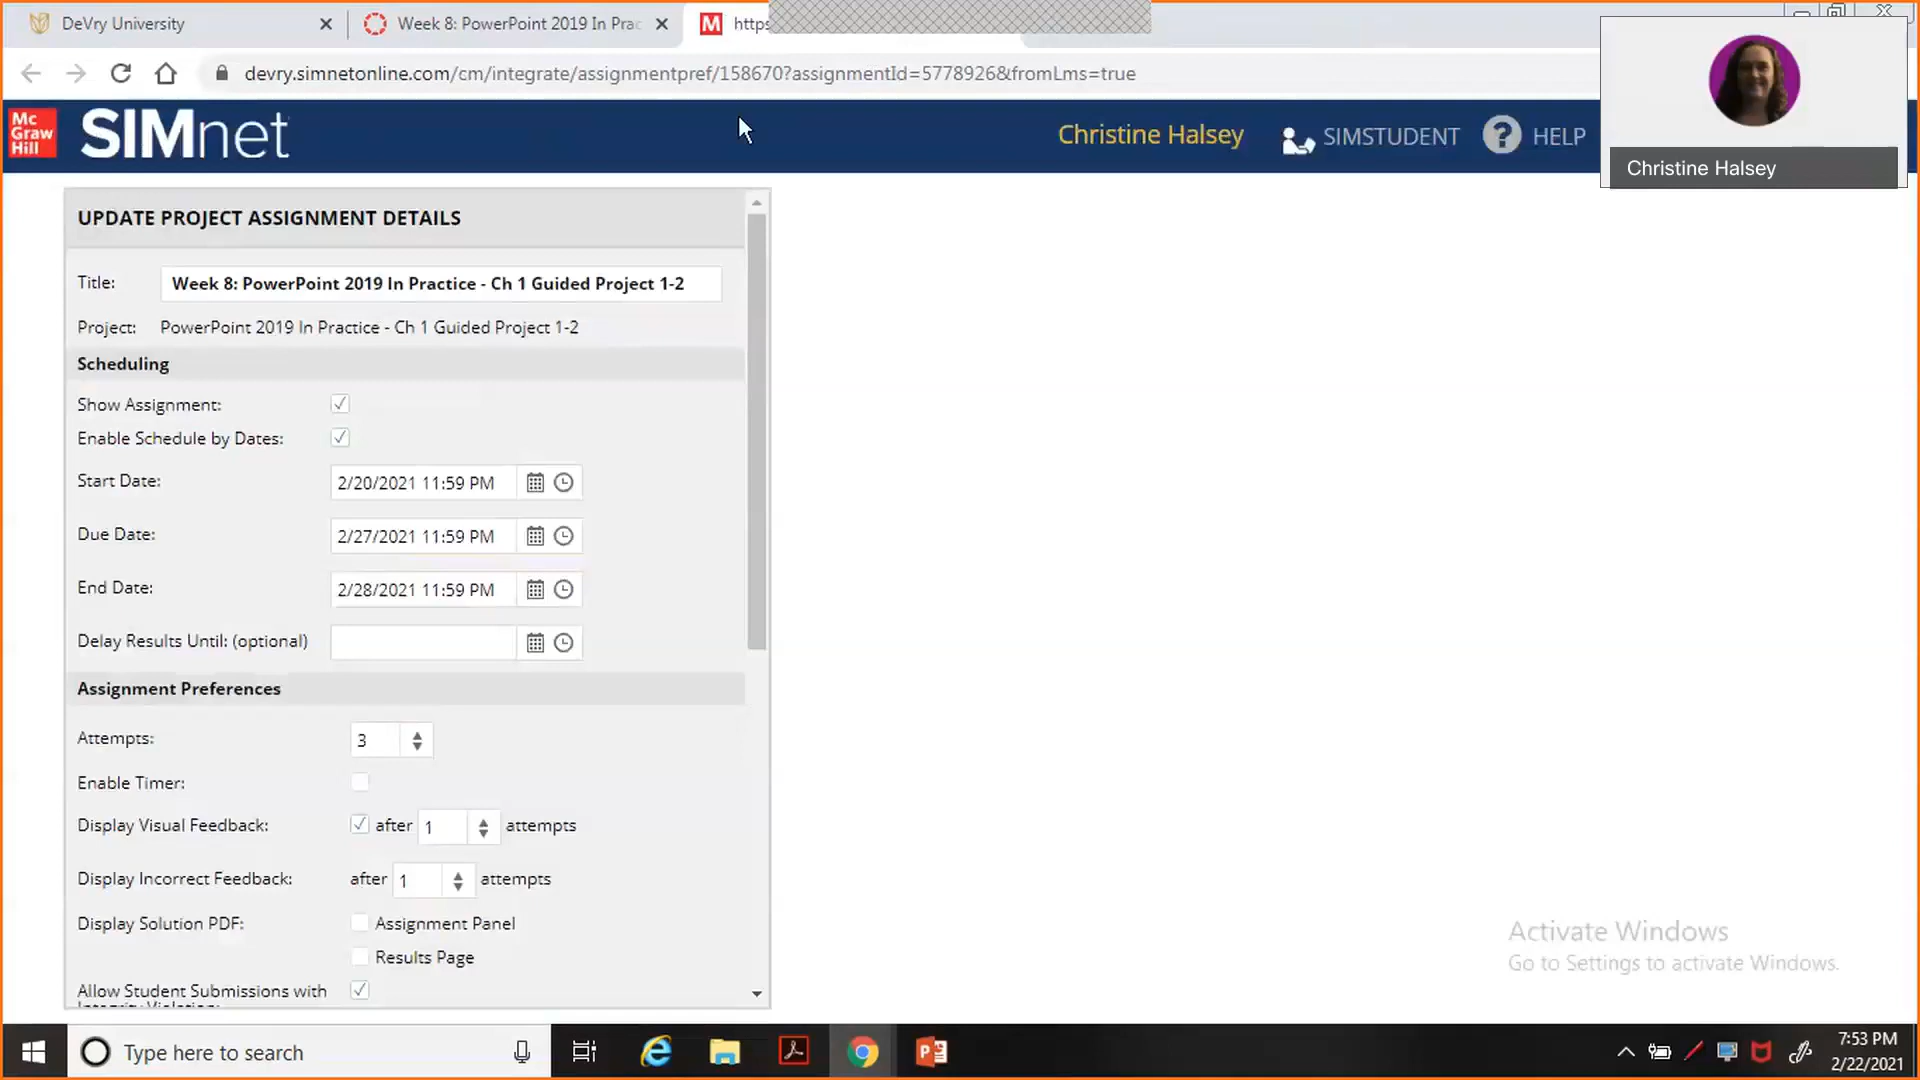 DeVry University
Week 8: PowerPoint 2019 In Prac
M https
devry.simnetonline.com/cm/integrate/assignmentpref/158670?assignmentId=5778926&fromLms=true
Mc Graw Hill
SIMnet
Christine Halsey
SIMSTUDENT
? HELP
Christine Halsey
UPDATE PROJECT ASSIGNMENT DETAILS
Title: Week 8: PowerPoint 2019 In Practice - Ch 1 Guided Project 1-2
Project: PowerPoint 2019 In Practice - Ch 1 Guided Project 1-2
Scheduling
Show Assignment:
Enable Schedule by Dates:
Start Date: 2/20/2021 11:59 PM
Due Date: 2/27/2021 11:59 PM
End Date: 2/28/2021 11:59 PM
Delay Results Until: (optional)
Assignment Preferences
Attempts: 3
Enable Timer:
Display Visual Feedback: after 1 attempts
Display Incorrect Feedback: after 1 attempts
Display Solution PDF: Assignment Panel
Results Page
Allow Student Submissions with
Integrity Violation:
Activate Windows
Go to Settings to activate Windows.
Type here to search
7:53 PM
2/22/2021